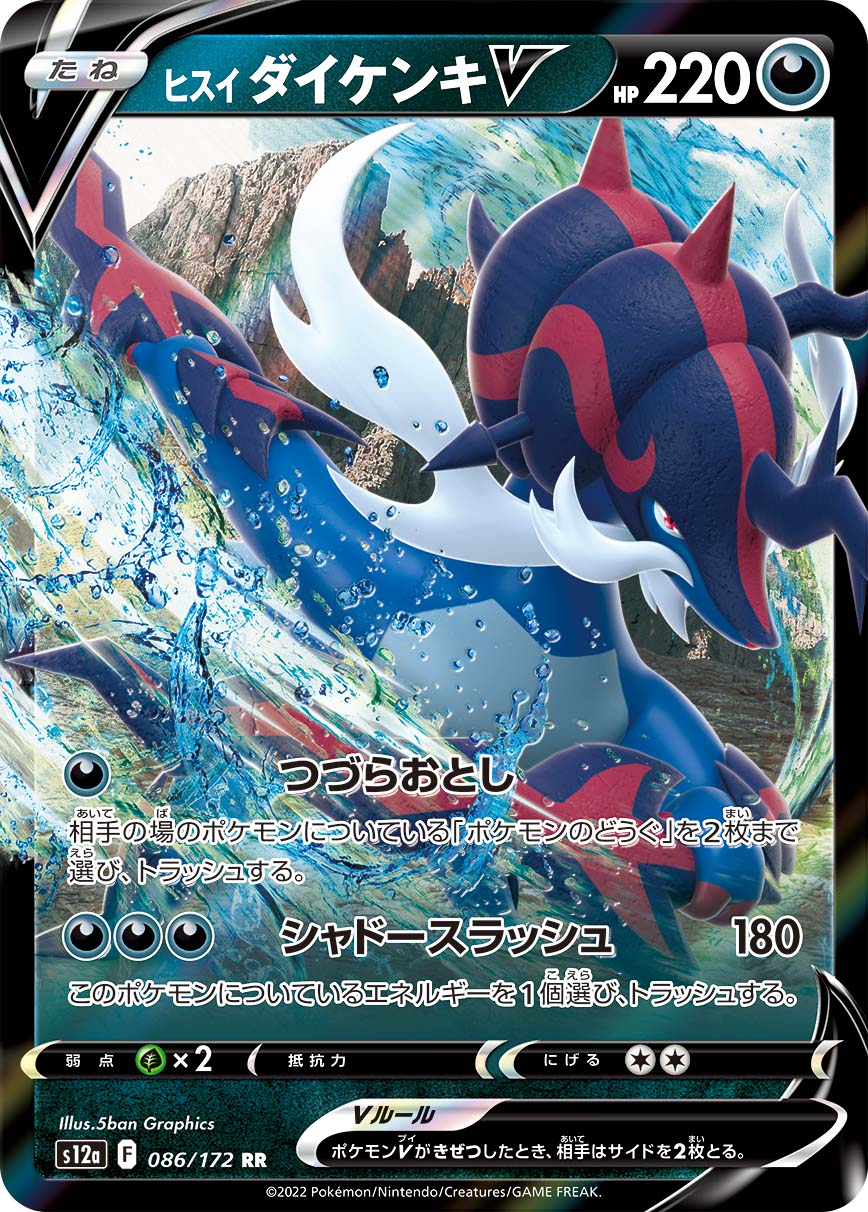 たね
ヒスイ ダイケンキV HP 220
つづらおとし
相手の場のポケモンについている「ポケモンのどうぐ」を2枚まで
選び、トラッシュする。
シャドースラッシュ 180
このポケモンについているエネルギーを1個選び、トラッシュする。
弱点 ×2 抵抗力 にげる
Illus.5ban Graphics
Vルール
ポケモンVがきぜつしたとき、相手はサイドを2枚とる。
s12a F 086/172 RR
©2022 Pokémon/Nintendo/Creatures/GAME FREAK.